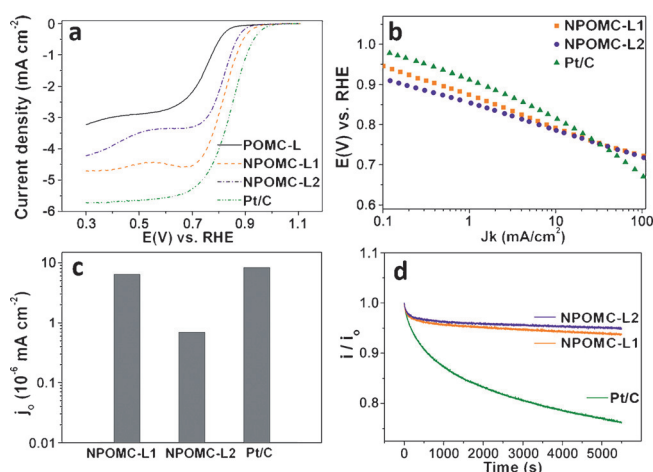 a
Current density (mA cm⁻²)
0
-1
-2
-3
-4
-5
-6
POMC-L
NPOMC-L1
NPOMC-L2
Pt/C
0.3 0.5 0.7 0.9 1.1
E(V) vs. RHE
b
E(V) vs. RHE
1.0
0.9
0.8
0.7
0.6
NPOMC-L1
NPOMC-L2
Pt/C
0.1 1 10 100
Jk (mA/cm²)
c
j₀ (10⁻⁶ mA cm⁻²)
10
1
0.1
0.01
NPOMC-L1 NPOMC-L2 Pt/C
d
i / i₀
1.1
1.0
0.9
0.8
NPOMC-L2
NPOMC-L1
Pt/C
0 1000 2000 3000 4000 5000
Time (s)